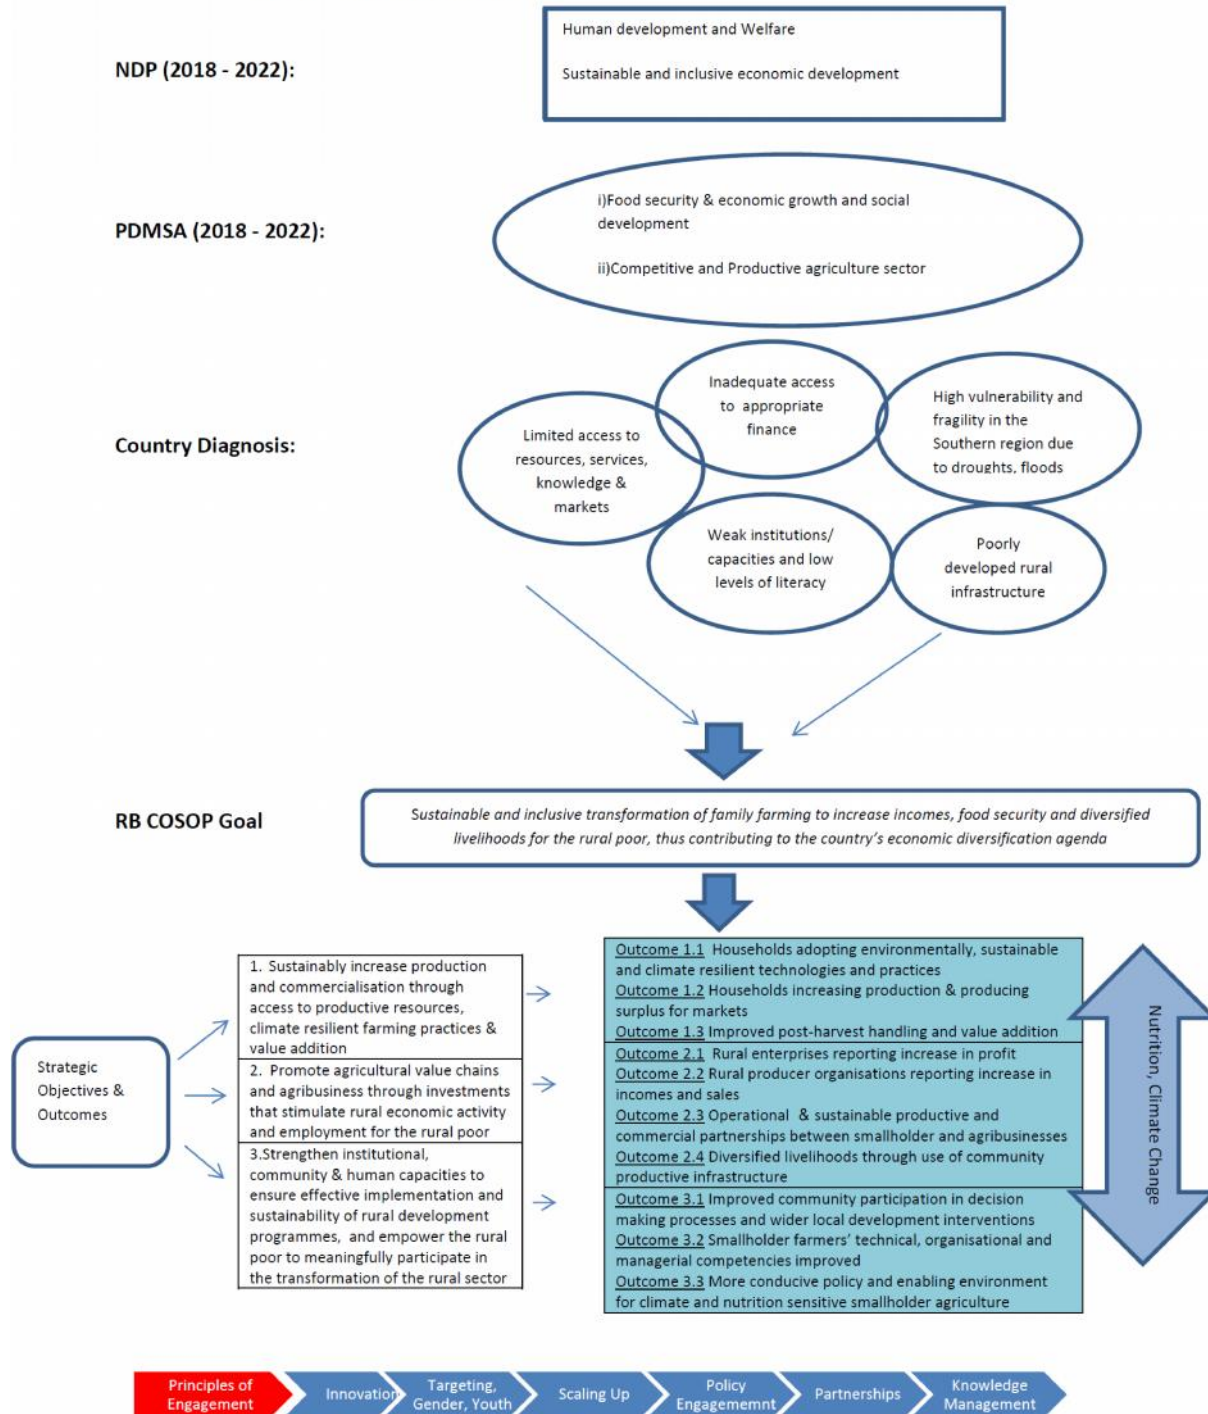 NDP (2018 - 2022):
Human development and Welfare
Sustainable and inclusive economic development
PDMSA (2018 - 2022):
i)Food security & economic growth and social
development
ii)Competitive and Productive agriculture sector
Country Diagnosis:
Limited access to
resources, services,
knowledge &
markets
Inadequate access
to appropriate
finance
High vulnerability and
fragility in the
Southern region due
to droughts, floods
Weak institutions/
capacities and low
levels of literacy
Poorly
developed rural
infrastructure
RB COSOP Goal
Sustainable and inclusive transformation of family farming to increase incomes, food security and diversified
livelihoods for the rural poor, thus contributing to the country's economic diversification agenda
Strategic
Objectives &
Outcomes
1. Sustainably increase production
and commercialisation through
access to productive resources,
climate resilient farming practices &
value addition
2. Promote agricultural value chains
and agribusiness through investments
that stimulate rural economic activity
and employment for the rural poor
3.Strengthen institutional,
community & human capacities to
ensure effective implementation and
sustainability of rural development
programmes, and empower the rural
poor to meaningfully participate in
the transformation of the rural sector
Outcome 1.1 Households adopting environmentally, sustainable
and climate resilient technologies and practices
Outcome 1.2 Households increasing production & producing
surplus for markets
Outcome 1.3 Improved post-harvest handling and value addition
Outcome 2.1 Rural enterprises reporting increase in profit
Outcome 2.2 Rural producer organisations reporting increase in
incomes and sales
Outcome 2.3 Operational & sustainable productive and
commercial partnerships between smallholder and agribusinesses
Outcome 2.4 Diversified livelihoods through use of community
productive infrastructure
Outcome 3.1 Improved community participation in decision
making processes and wider local development interventions
Outcome 3.2 Smallholder farmers' technical, organisational and
managerial competencies improved
Outcome 3.3 More conducive policy and enabling environment
for climate and nutrition sensitive smallholder agriculture
Nutrition, Climate Change
Principles of
Engagement
Innovation
Targeting,
Gender, Youth
Scaling Up
Policy
Engagememnt
Partnerships
Knowledge
Management